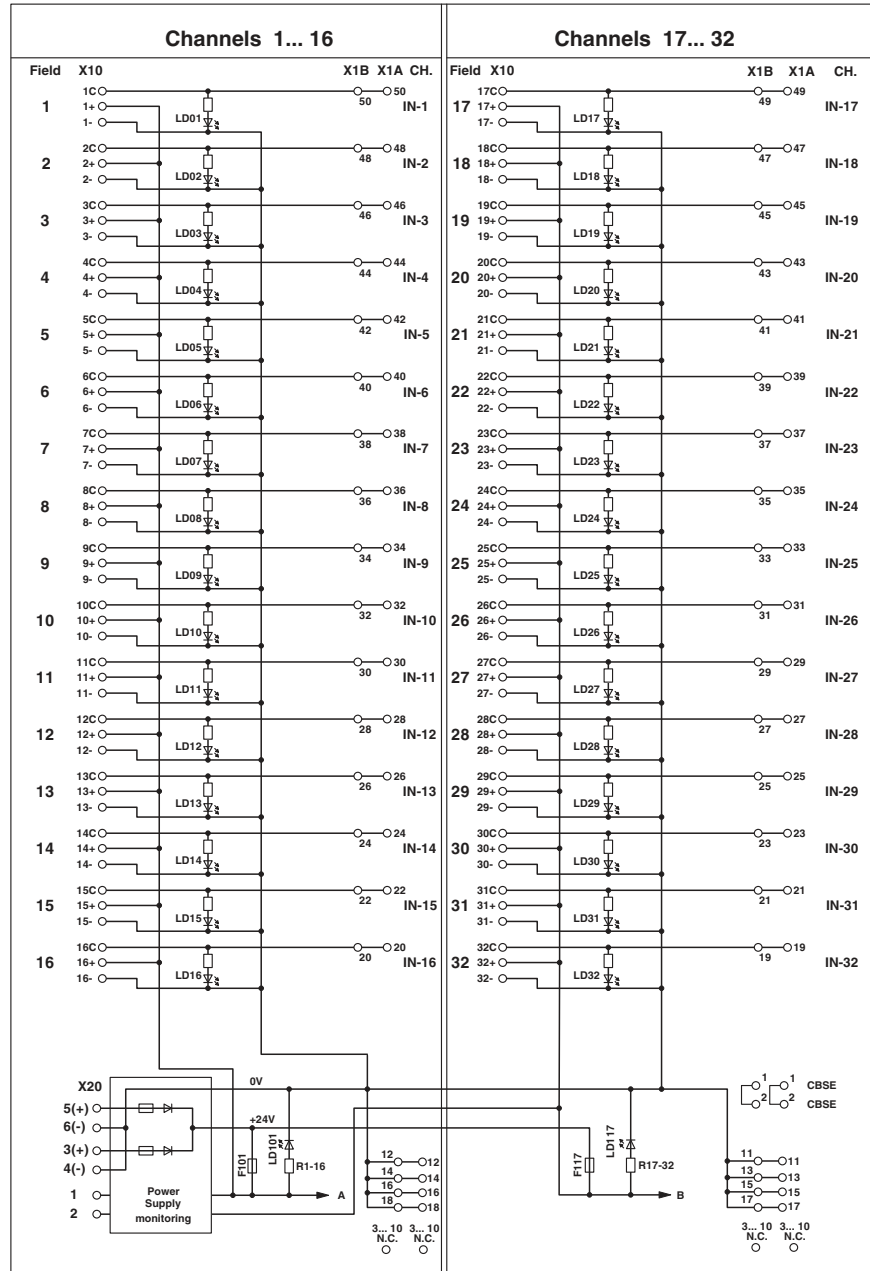 Channels 1... 16
Channels 17... 32
Field X10 X1B X1A CH.
Field X10 X1B X1A CH.
1C 50
1 1+ 50 IN-1
1- LD01
17C 49
17 17+ 49 IN-17
17- LD17
2C 48
2 2+ 48 IN-2
2- LD02
18C 47
18 18+ 47 IN-18
18- LD18
3C 46
3 3+ 46 IN-3
3- LD03
19C 45
19 19+ 45 IN-19
19- LD19
4C 44
4 4+ 44 IN-4
4- LD04
20C 43
20 20+ 43 IN-20
20- LD20
5C 42
5 5+ 42 IN-5
5- LD05
21C 41
21 21+ 41 IN-21
21- LD21
6C 40
6 6+ 40 IN-6
6- LD06
22C 39
22 22+ 39 IN-22
22- LD22
7C 38
7 7+ 38 IN-7
7- LD07
23C 37
23 23+ 37 IN-23
23- LD23
8C 36
8 8+ 36 IN-8
8- LD08
24C 35
24 24+ 35 IN-24
24- LD24
9C 34
9 9+ 34 IN-9
9- LD09
25C 33
25 25+ 33 IN-25
25- LD25
10C 32
10 10+ 32 IN-10
10- LD10
26C 31
26 26+ 31 IN-26
26- LD26
11C 30
11 11+ 30 IN-11
11- LD11
27C 29
27 27+ 29 IN-27
27- LD27
12C 28
12 12+ 28 IN-12
12- LD12
28C 27
28 28+ 27 IN-28
28- LD28
13C 26
13 13+ 26 IN-13
13- LD13
29C 25
29 29+ 25 IN-29
29- LD29
14C 24
14 14+ 24 IN-14
14- LD14
30C 23
30 30+ 23 IN-30
30- LD30
15C 22
15 15+ 22 IN-15
15- LD15
31C 21
31 31+ 21 IN-31
31- LD31
16C 20
16 16+ 20 IN-16
16- LD16
32C 19
32 32+ 19 IN-32
32- LD32
X20
0V
5(+)
6(-)
3(+)
4(-)
1
2
+24V
Power
Supply
monitoring
F101
LD101
R1-16
A
12 12
14 14
16 16
18 18
3... 10 3... 10
N.C. N.C.
F117
LD117
R17-32
B
1 1 CBSE
2 2 CBSE
11 11
13 13
15 15
17 17
3... 10 3... 10
N.C. N.C.